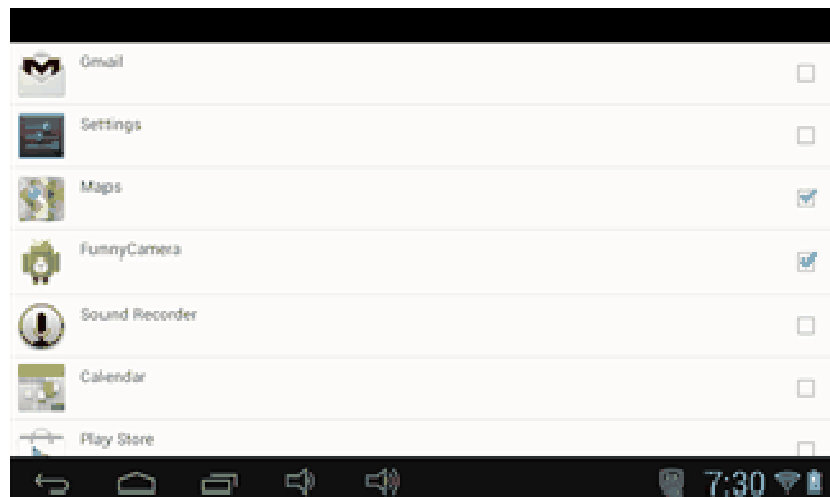 Gmail
Settings
Maps
FunnyCamera
Sound Recorder
Calendar
Play Store
7:30